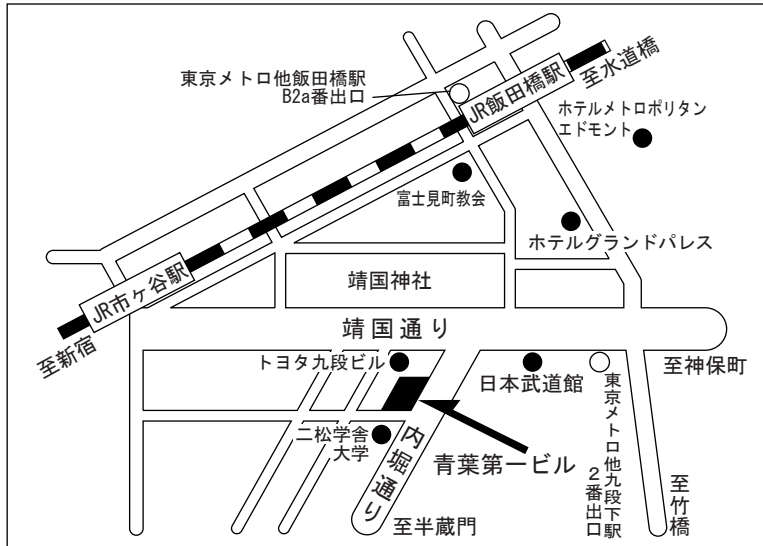 東京メトロ他飯田橋駅
B2a番出口
JR飯田橋駅
至水道橋
ホテルメトロポリタン
エドモント
富士見町教会
ホテルグランドパレス
靖国神社
JR市ヶ谷駅
至新宿
靖国通り
トヨタ九段ビル
日本武道館
至神保町
二松学舎
大学
内堀通り
青葉第一ビル
東京メトロ他九段下駅
2番出口
至竹橋
至半蔵門